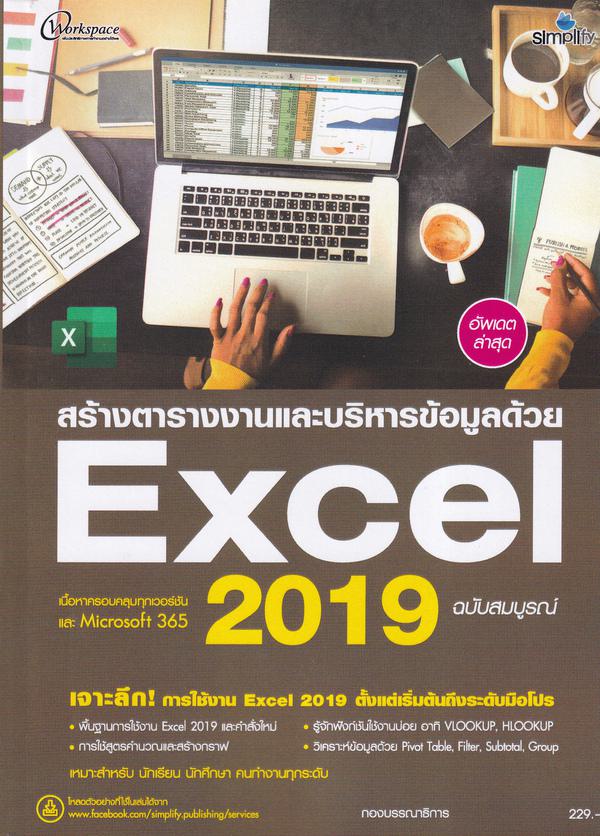 Workspace
simplify
DEMAND
SUPPLY
PUBLISH & PROMOTE
X
อัพเดต
ล่าสุด
สร้างตารางงานและบริหารข้อมูลด้วย
Excel
เนื้อหาครอบคลุมทุกเวอร์ชัน
และ Microsoft 365
2019
ฉบับสมบูรณ์
เจาะลึก! การใช้งาน Excel 2019 ตั้งแต่เริ่มต้นถึงระดับมือโปร
• พื้นฐานการใช้งาน Excel 2019 และคำสั่งใหม่
• รู้จักฟังก์ชันใช้งานบ่อย อาทิ VLOOKUP, HLOOKUP
• การใช้สูตรคำนวณและสร้างกราฟ
• วิเคราะห์ข้อมูลด้วย Pivot Table, Filter, Subtotal, Group
เหมาะสำหรับ นักเรียน นักศึกษา คนทำงานทุกระดับ
โหลดตัวอย่างที่ใช้ในเล่มได้จาก
www.facebook.com/simplify.publishing/services
กองบรรณาธิการ
229.-